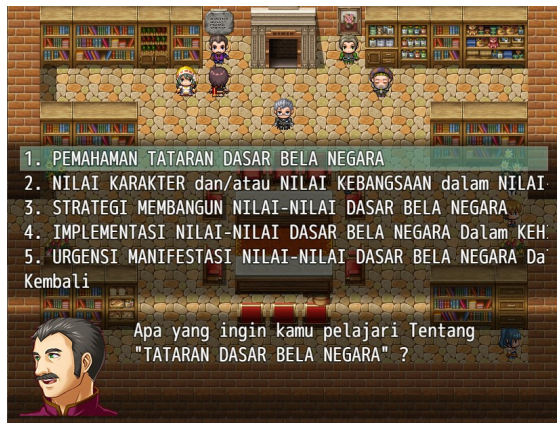 1. PEMAHAMAN TATARAN DASAR BELA NEGARA
2. NILAI KARAKTER dan/atau NILAI KEBANGSAAN dalam NILAI-
3. STRATEGI MEMBANGUN NILAI-NILAI DASAR BELA NEGARA
4. IMPLEMENTASI NILAI-NILAI DASAR BELA NEGARA Dalam KEH
5. URGENSI MANIFESTASI NILAI-NILAI DASAR BELA NEGARA Da
Kembali
Apa yang ingin kamu pelajari Tentang
"TATARAN DASAR BELA NEGARA" ?